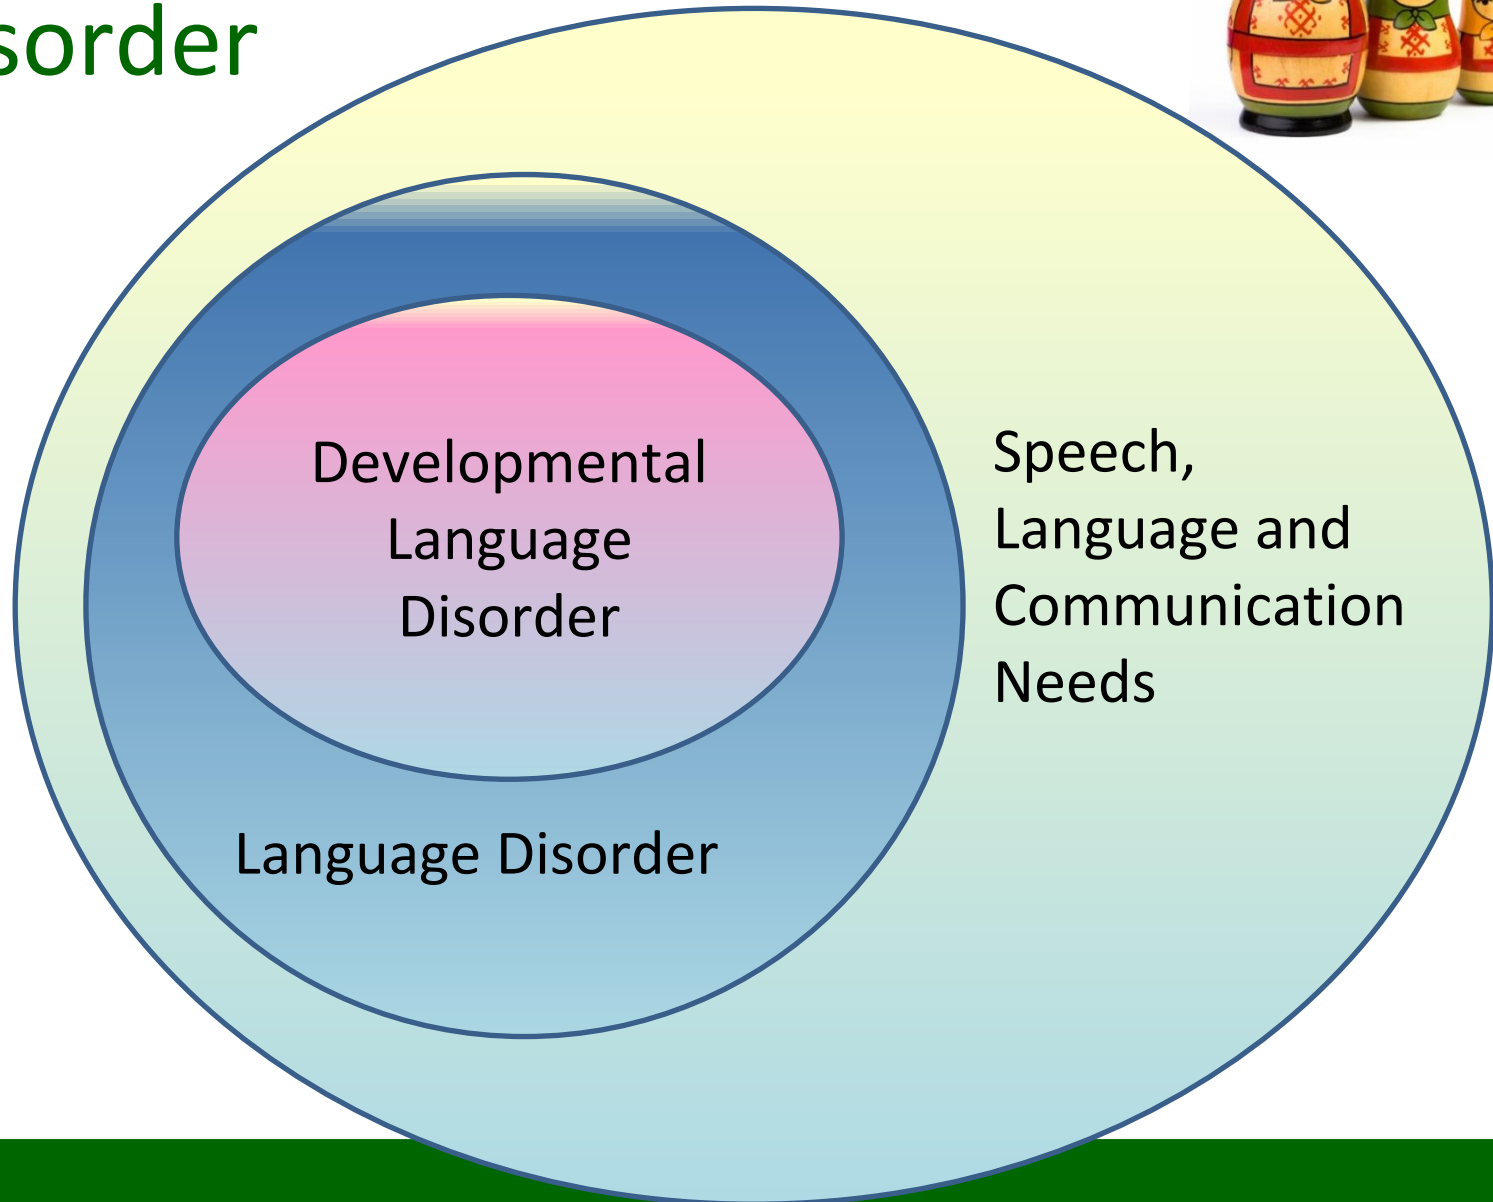 sorder
Developmental
Language
Disorder
Speech,
Language and
Communication
Needs
Language Disorder